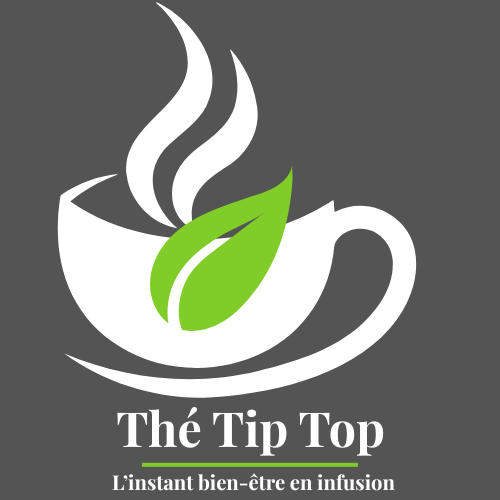 Thé Tip Top
L’instant bien-être en infusion